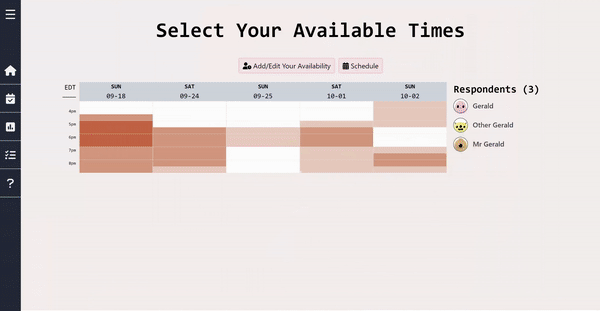 Select Your Available Times
Add/Edit Your Availability
Schedule
EDT
SUN SAT SUN SAT SUN
09-18 09-24 09-25 10-01 10-02
4pm
5pm
6pm
7pm
8pm
Respondents (3)
Gerald
Other Gerald
Mr Gerald
?